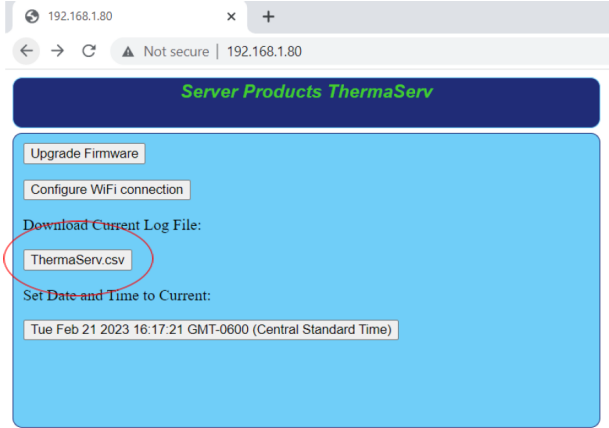 192.168.1.80
Not secure | 192.168.1.80
Server Products ThermaServ
Upgrade Firmware
Configure WiFi connection
Download Current Log File:
ThermaServ.csv
Set Date and Time to Current:
Tue Feb 21 2023 16:17:21 GMT-0600 (Central Standard Time)